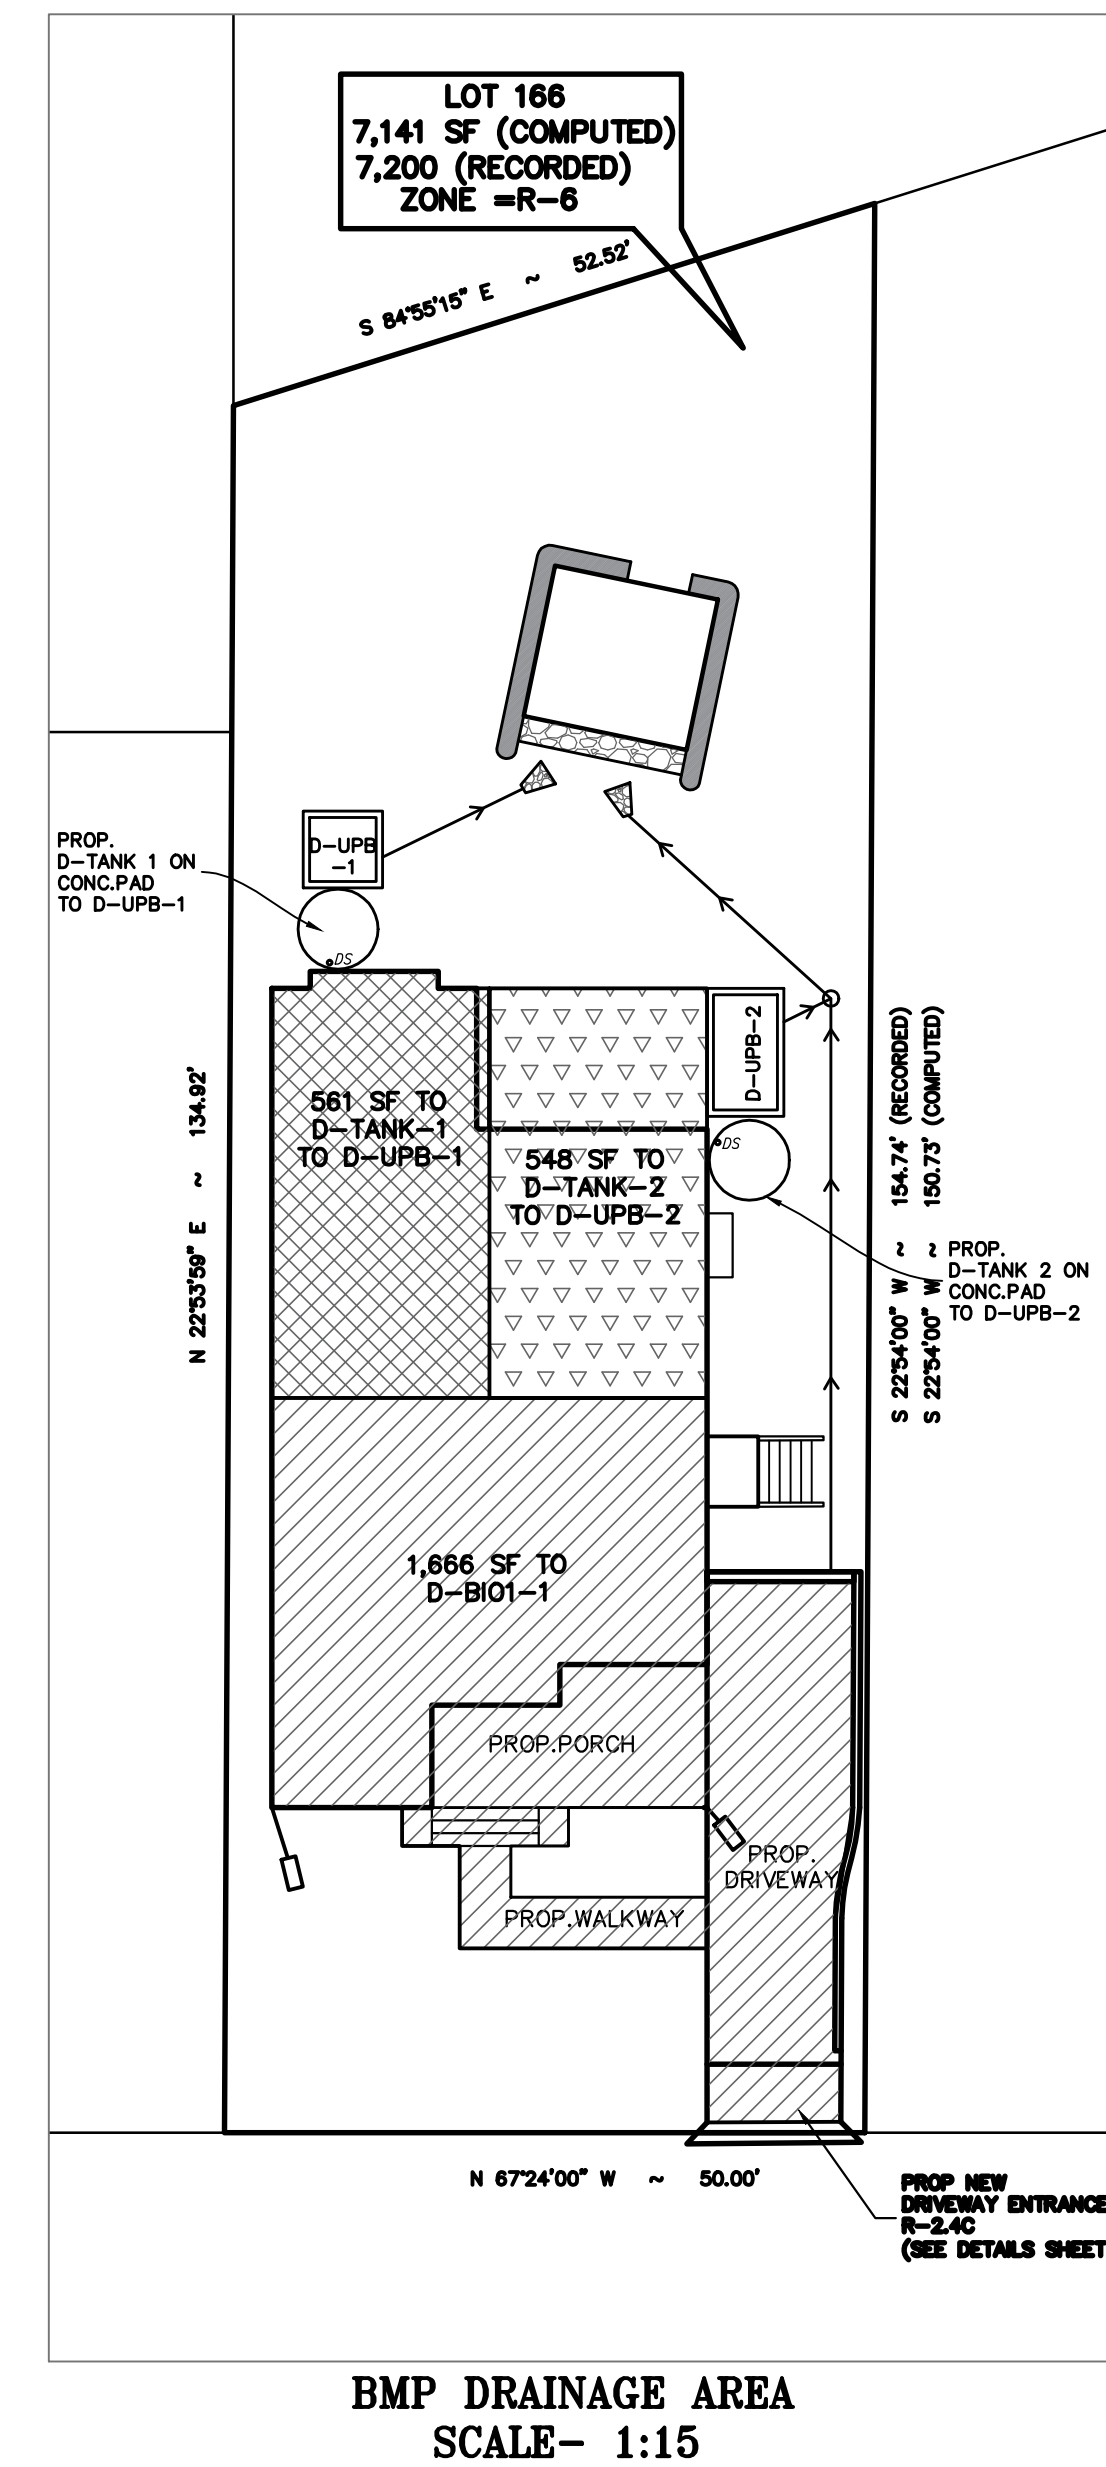 LOT 166
7,141 SF (COMPUTED)
7,200 (RECORDED)
ZONE =R-6
S 84°55'15" E ~ 52.52'
D-UPB
-1
PROP.
D-TANK 1 ON
CONC.PAD
TO D-UPB-1
DS
D-UPB-2
N 22°53'59" E ~ 134.92'
S 22°54'00" W ~ 154.74' (RECORDED)
S 22°54'00" W ~ 150.73' (COMPUTED)
561 SF TO
D-TANK-1
TO D-UPB-1
DS
548 SF TO
D-TANK-2
TO D-UPB-2
PROP.
D-TANK 2 ON
CONC.PAD
TO D-UPB-2
1,666 SF TO
D-BIO1-1
PROP.PORCH
PROP.
DRIVEWAY
PROP.WALKWAY
N 67°24'00" W ~ 50.00'
PROP NEW
DRIVEWAY ENTRANCE
R-2.4C
(SEE DETAILS SHEET
BMP DRAINAGE AREA
SCALE- 1:15